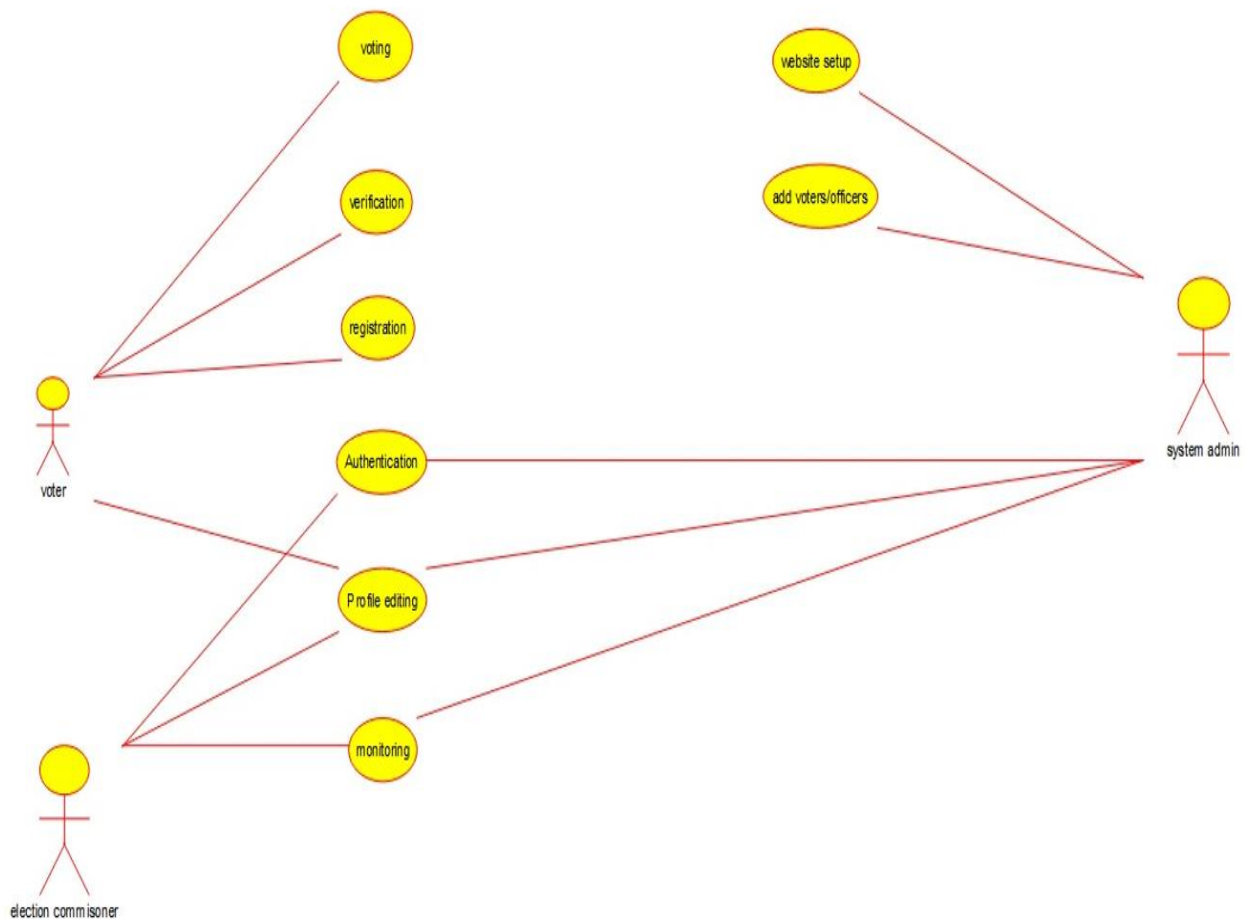 voting
website setup
verification
add voters/officers
registration
system admin
Authentication
voter
Profile editing
monitoring
election commisoner